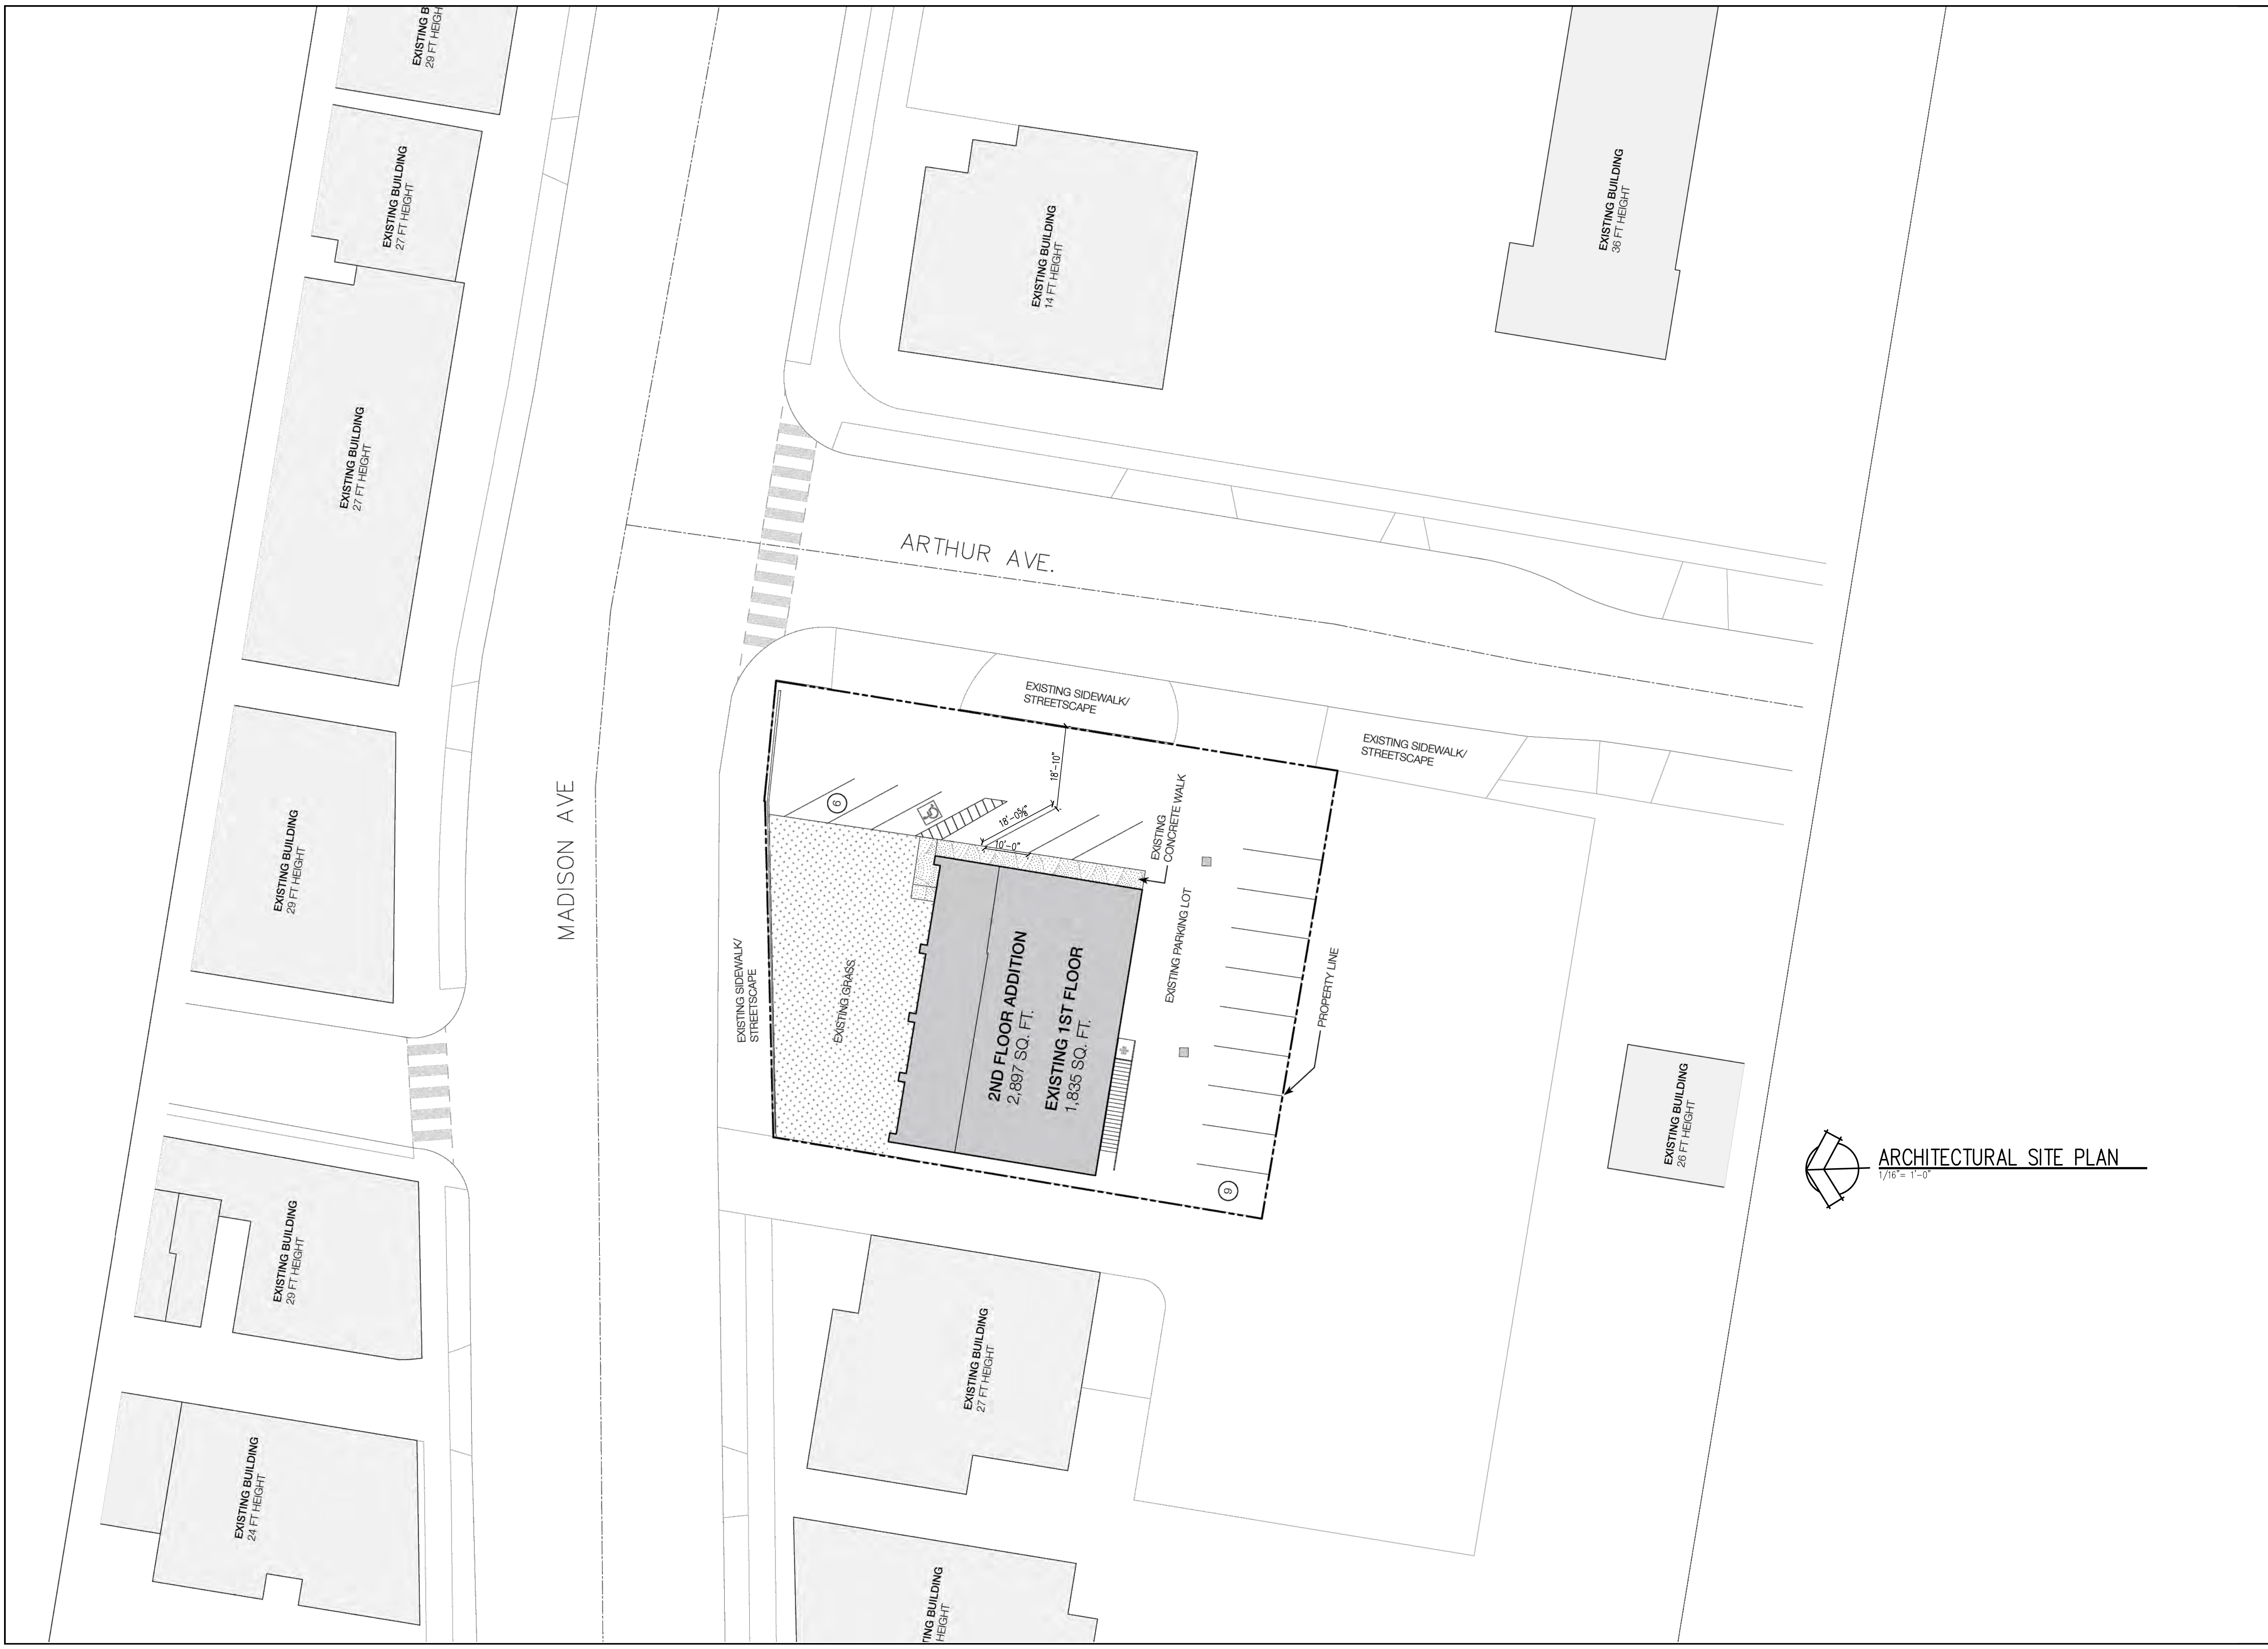 EXISTING B
29 FT HEIGH
EXISTING BUILDING
27 FT HEIGHT
EXISTING BUILDING
14 FT HEIGHT
EXISTING BUILDING
36 FT HEIGHT
EXISTING BUILDING
27 FT HEIGHT
ARTHUR AVE.
EXISTING SIDEWALK/
STREETSCAPE
EXISTING SIDEWALK/
STREETSCAPE
MADISON AVE
18'-10"
6
18'-0⅝"
10'-0"
EXISTING
CONCRETE WALK
EXISTING BUILDING
29 FT HEIGHT
EXISTING SIDEWALK/
STREETSCAPE
EXISTING GRASS
2ND FLOOR ADDITION
2,897 SQ. FT.
EXISTING 1ST FLOOR
1,835 SQ. FT.
EXISTING PARKING LOT
PROPERTY LINE
9
EXISTING BUILDING
26 FT HEIGHT
ARCHITECTURAL SITE PLAN
1/16"= 1'-0"
EXISTING BUILDING
29 FT HEIGHT
EXISTING BUILDING
27 FT HEIGHT
EXISTING BUILDING
24 FT HEIGHT
TING BUILDING
HEIGHT